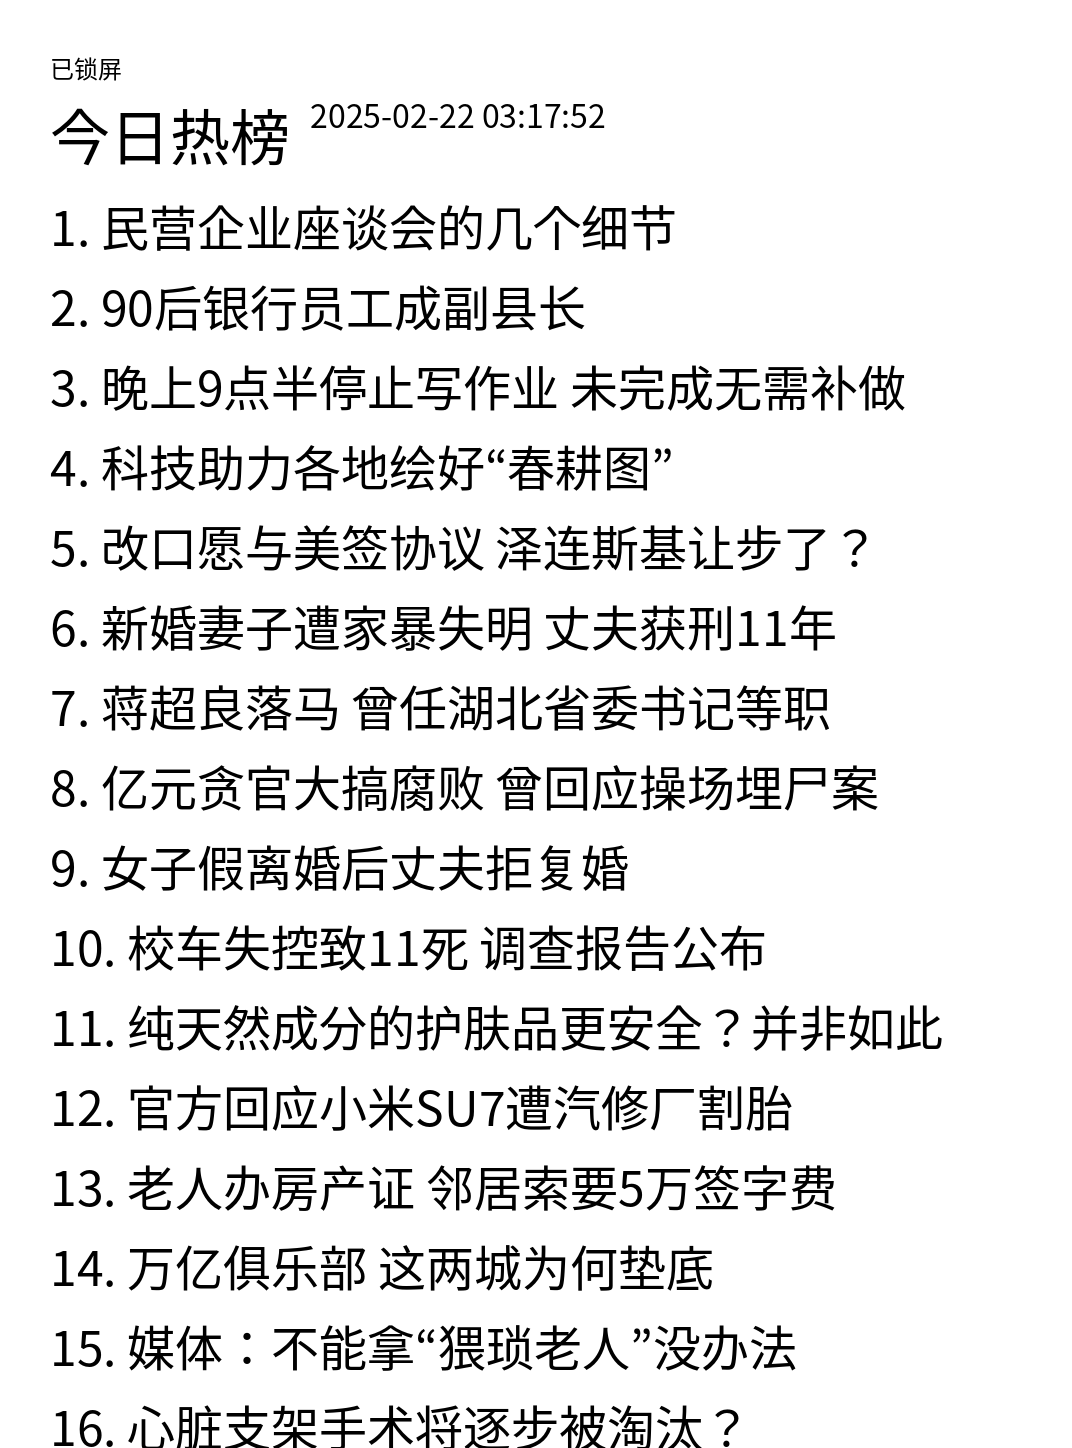 已锁屏
今日热榜 2025-02-22 03:17:52
1. 民营企业座谈会的几个细节
2. 90后银行员工成副县长
3. 晚上9点半停止写作业 未完成无需补做
4. 科技助力各地绘好“春耕图”
5. 改口愿与美签协议 泽连斯基让步了？
6. 新婚妻子遭家暴失明 丈夫获刑11年
7. 蒋超良落马 曾任湖北省委书记等职
8. 亿元贪官大搞腐败 曾回应操场埋尸案
9. 女子假离婚后丈夫拒复婚
10. 校车失控致11死 调查报告公布
11. 纯天然成分的护肤品更安全？并非如此
12. 官方回应小米SU7遭汽修厂割胎
13. 老人办房产证 邻居索要5万签字费
14. 万亿俱乐部 这两城为何垫底
15. 媒体：不能拿“猥琐老人”没办法
16. 心脏支架手术将逐步被淘汰？